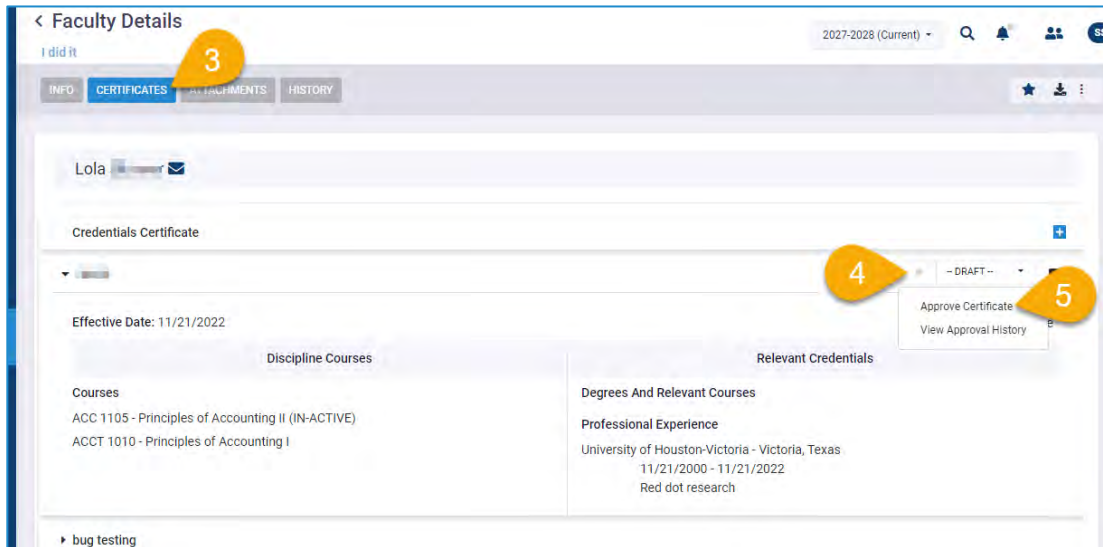 < Faculty Details
I did it
2027-2028 (Current)
3
INFO CERTIFICATES ATTACHMENTS HISTORY
Lola
Credentials Certificate
4
-- DRAFT --
5
Approve Certificate
View Approval History
Effective Date: 11/21/2022
Discipline Courses
Relevant Credentials
Courses
ACC 1105 - Principles of Accounting II (IN-ACTIVE)
ACCT 1010 - Principles of Accounting I
Degrees And Relevant Courses
Professional Experience
University of Houston-Victoria - Victoria, Texas
11/21/2000 - 11/21/2022
Red dot research
bug testing